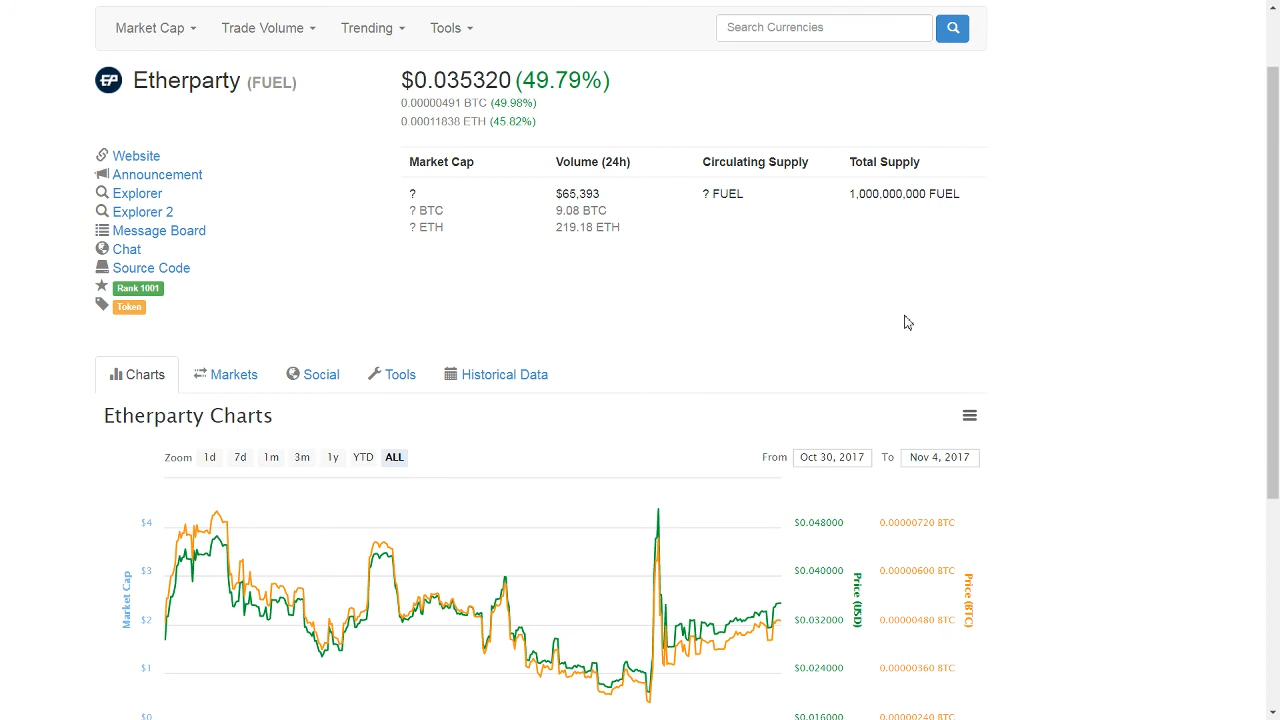 Market Cap Trade Volume Trending Tools Search Currencies
EP Etherparty (FUEL)
$0.035320 (49.79%)
0.00000491 BTC (49.98%)
0.00011838 ETH (45.82%)
Website
Announcement
Explorer
Explorer 2
Message Board
Chat
Source Code
Rank 1001
Token
Market Cap Volume (24h) Circulating Supply Total Supply
? $65,393 ? FUEL 1,000,000,000 FUEL
? BTC 9.08 BTC
? ETH 219.18 ETH
Charts Markets Social Tools Historical Data
Etherparty Charts
Zoom 1d 7d 1m 3m 1y YTD ALL From Oct 30, 2017 To Nov 4, 2017
$4 $0.048000 0.00000720 BTC
$3 $0.040000 0.00000600 BTC
$2 $0.032000 0.00000480 BTC
$1 $0.024000 0.00000360 BTC
$0 $0.016000 0.00000240 BTC
Market Cap
Price (USD)
Price (BTC)